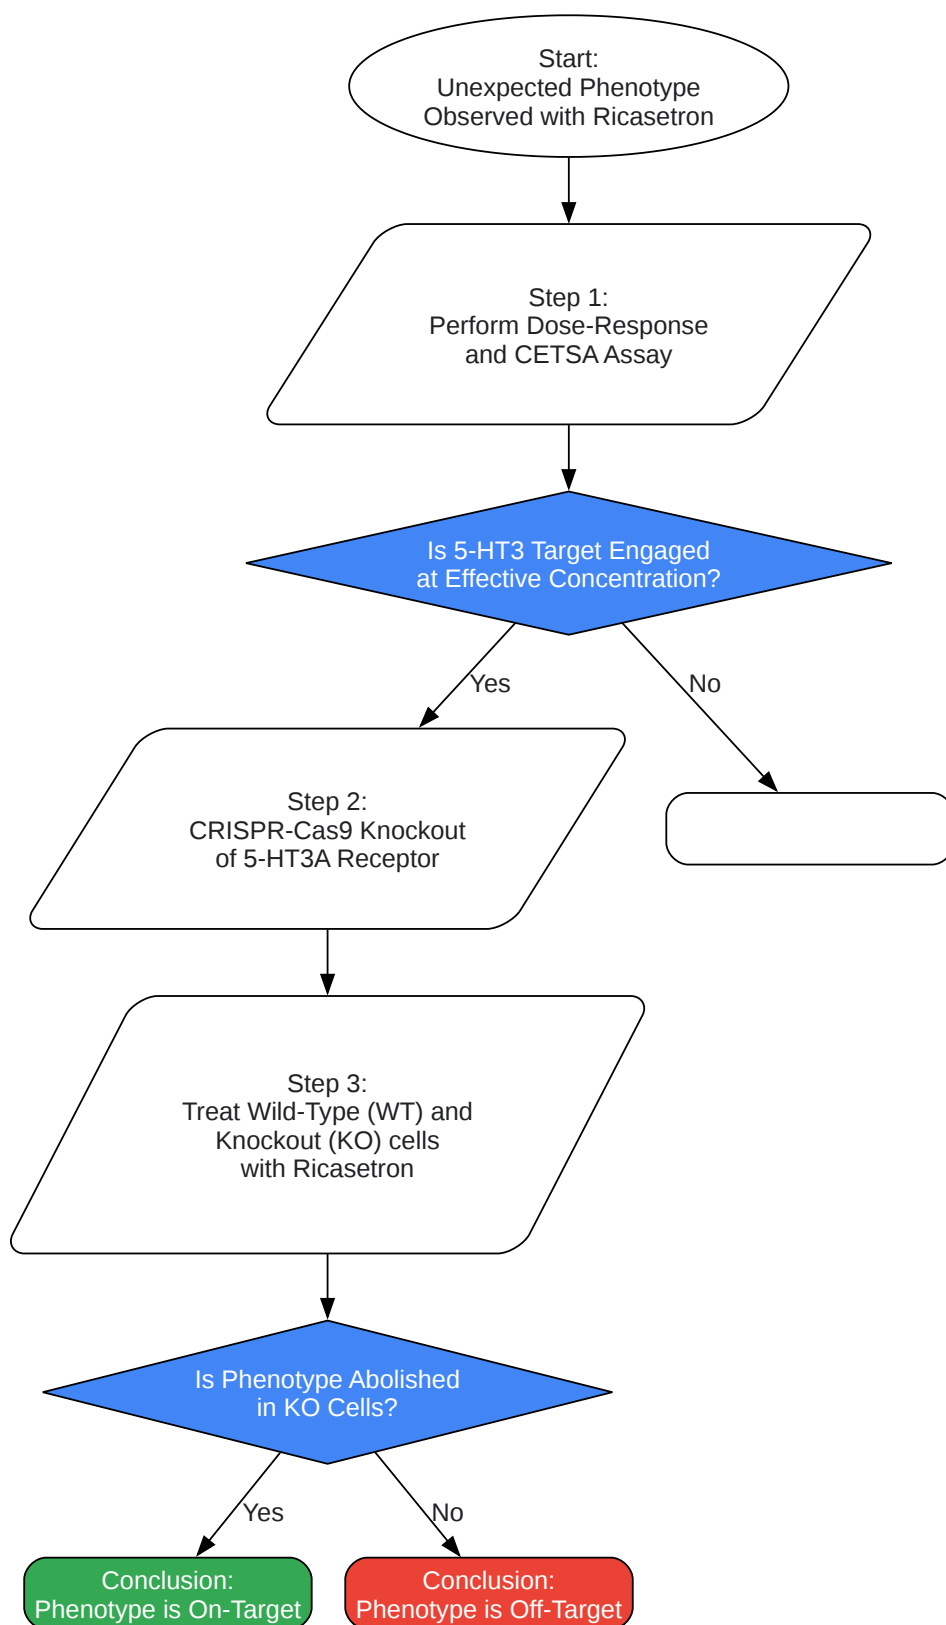 Start:
Unexpected Phenotype
Observed with Ricasetron
Step 1:
Perform Dose-Response
and CETSA Assay
Is 5-HT3 Target Engaged
at Effective Concentration?
Yes
No
Step 2:
CRISPR-Cas9 Knockout
of 5-HT3A Receptor
Step 3:
Treat Wild-Type (WT) and
Knockout (KO) cells
with Ricasetron
Is Phenotype Abolished
in KO Cells?
Yes
No
Conclusion:
Phenotype is On-Target
Conclusion:
Phenotype is Off-Target